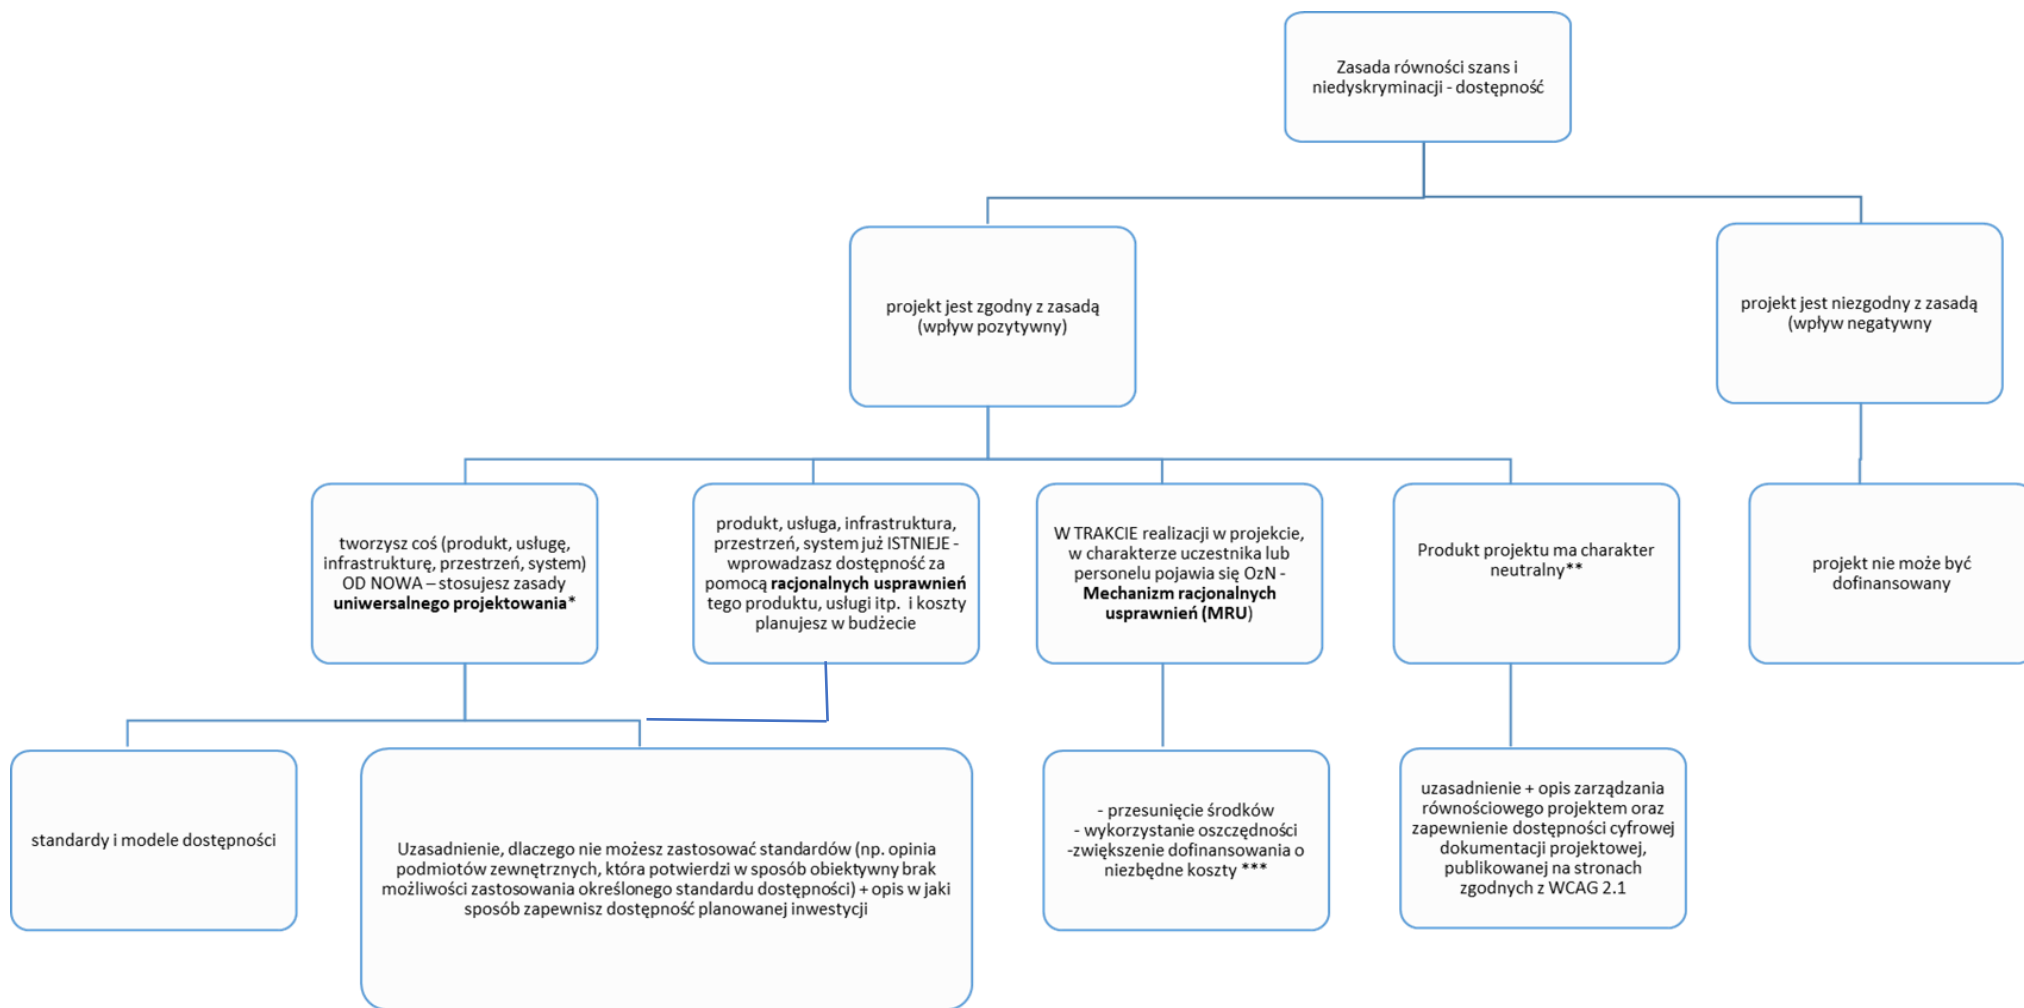 Zasada równości szans i
niedyskryminacji - dostępność
projekt jest zgodny z zasadą
(wpływ pozytywny)
projekt jest niezgodny z zasadą
(wpływ negatywny
tworzysz coś (produkt, usługę,
infrastrukturę, przestrzeń, system)
OD NOWA – stosujesz zasady
uniwersalnego projektowania*
produkt, usługa, infrastruktura,
przestrzeń, system już ISTNIEJE -
wprowadzasz dostępność za
pomocą racjonalnych usprawnień
tego produktu, usługi itp.  i koszty
planujesz w budżecie
W TRAKCIE realizacji w projekcie,
w charakterze uczestnika lub
personelu pojawia się OzN -
Mechanizm racjonalnych
usprawnień (MRU)
Produkt projektu ma charakter
neutralny**
projekt nie może być
dofinansowany
standardy i modele dostępności
Uzasadnienie, dlaczego nie możesz zastosować standardów (np. opinia
podmiotów zewnętrznych, która potwierdzi w sposób obiektywny brak
możliwości zastosowania określonego standardu dostępności) + opis w jaki
sposób zapewnisz dostępność planowanej inwestycji
- przesunięcie środków
- wykorzystanie oszczędności
-zwiększenie dofinansowania o
niezbędne koszty ***
uzasadnienie + opis zarządzania
równościowego projektem oraz
zapewnienie dostępności cyfrowej
dokumentacji projektowej,
publikowanej na stronach
zgodnych z WCAG 2.1